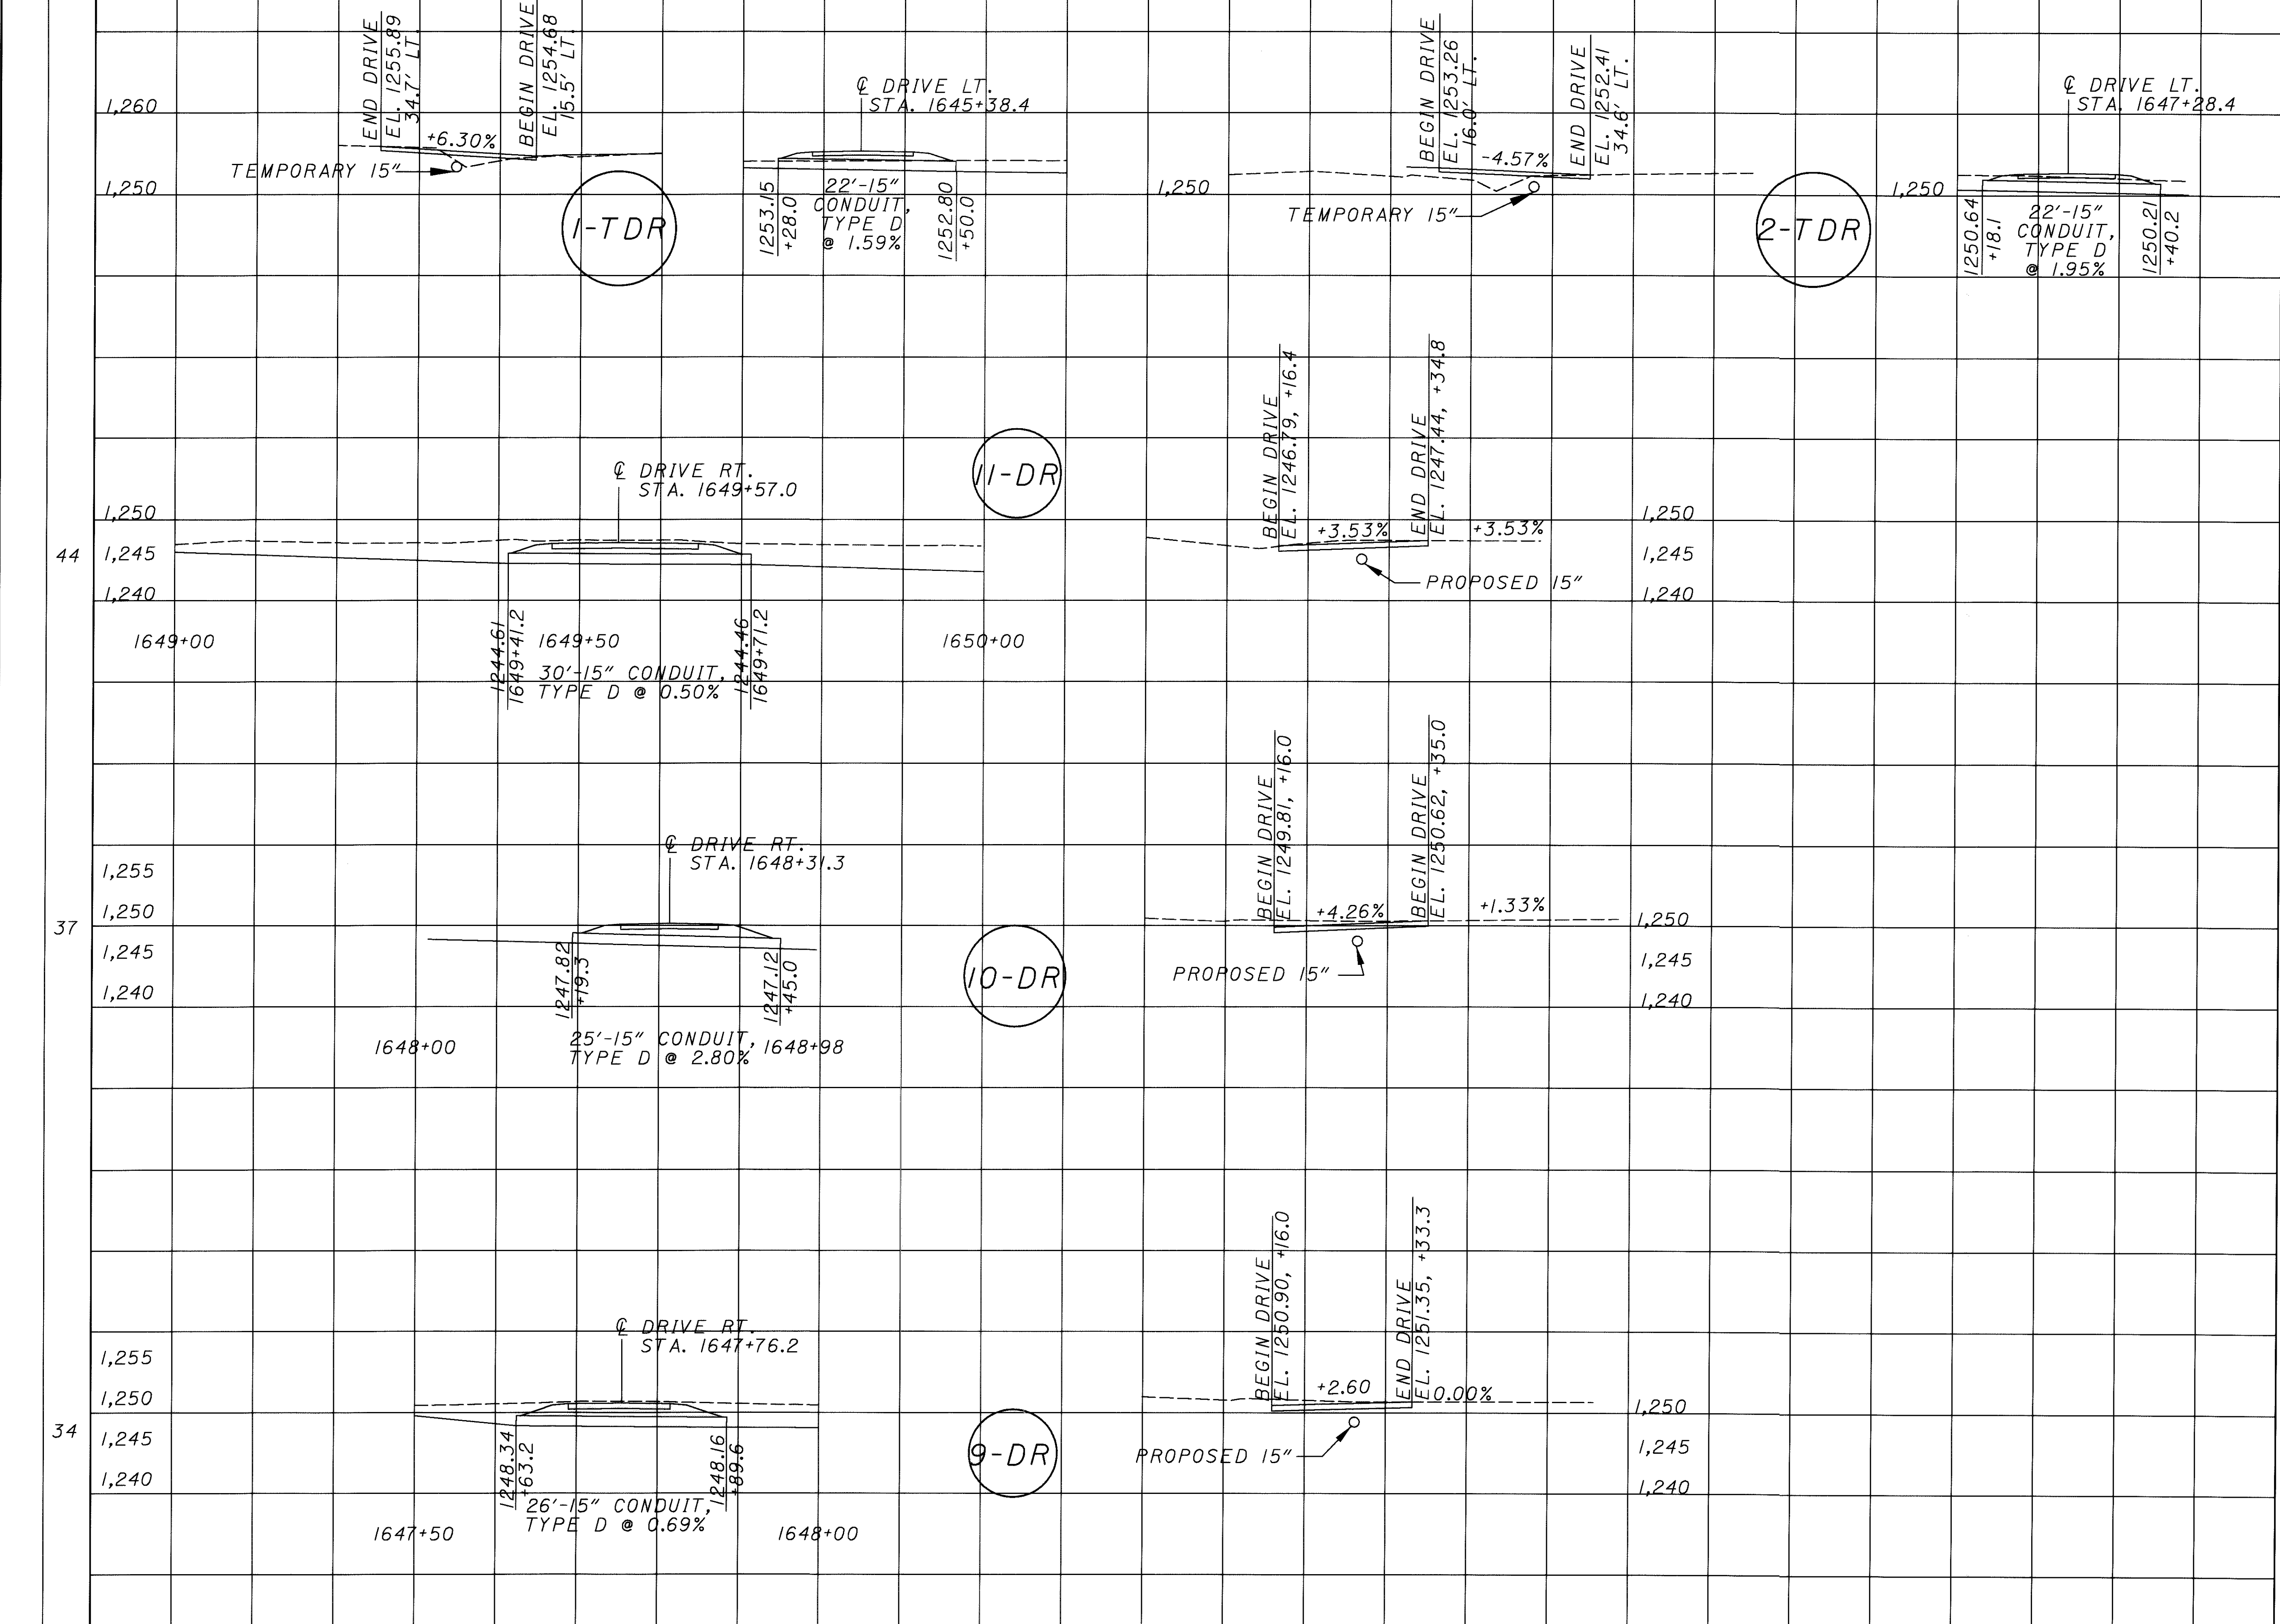 END DRIVE
EL. 1255.89
34.7' LT.
BEGIN DRIVE
EL. 1254.68
15.5' LT.
+6.30%
TEMPORARY 15"
1,260
1,250
1-TDR
℄ DRIVE LT.
STA. 1645+38.4
1253.15
+28.0
22'-15"
CONDUIT,
TYPE D
@ 1.59%
1252.80
+50.0
BEGIN DRIVE
EL. 1253.26
16.0' LT.
END DRIVE
EL. 1252.41
34.6' LT.
-4.57%
1,250
TEMPORARY 15"
2-TDR
℄ DRIVE LT.
STA. 1647+28.4
1,250
1250.64
+18.1
22'-15"
CONDUIT,
TYPE D
@ 1.95%
1250.21
+40.2
44
1,250
1,245
1,240
℄ DRIVE RT.
STA. 1649+57.0
11-DR
1649+00
1244.61
1649+41.2
1649+50
30'-15" CONDUIT,
TYPE D @ 0.50%
1244.46
1649+71.2
1650+00
BEGIN DRIVE
EL. 1246.79, +16.4
END DRIVE
EL. 1247.44, +34.8
+3.53%
+3.53%
PROPOSED 15"
1,250
1,245
1,240
37
1,255
1,250
1,245
1,240
℄ DRIVE RT.
STA. 1648+31.3
10-DR
1247.82
+19.3
1247.12
+45.0
1648+00
25'-15" CONDUIT,
TYPE D @ 2.80%
1648+98
BEGIN DRIVE
EL. 1249.81, +16.0
BEGIN DRIVE
EL. 1250.62, +35.0
+4.26%
+1.33%
PROPOSED 15"
1,250
1,245
1,240
34
1,255
1,250
1,245
1,240
℄ DRIVE RT.
STA. 1647+76.2
9-DR
1248.34
+63.2
1248.16
+89.6
26'-15" CONDUIT,
TYPE D @ 0.69%
1647+50
1648+00
BEGIN DRIVE
EL. 1250.90, +16.0
END DRIVE
EL. 1251.35, +33.3
+2.60
0.00%
PROPOSED 15"
1,250
1,245
1,240